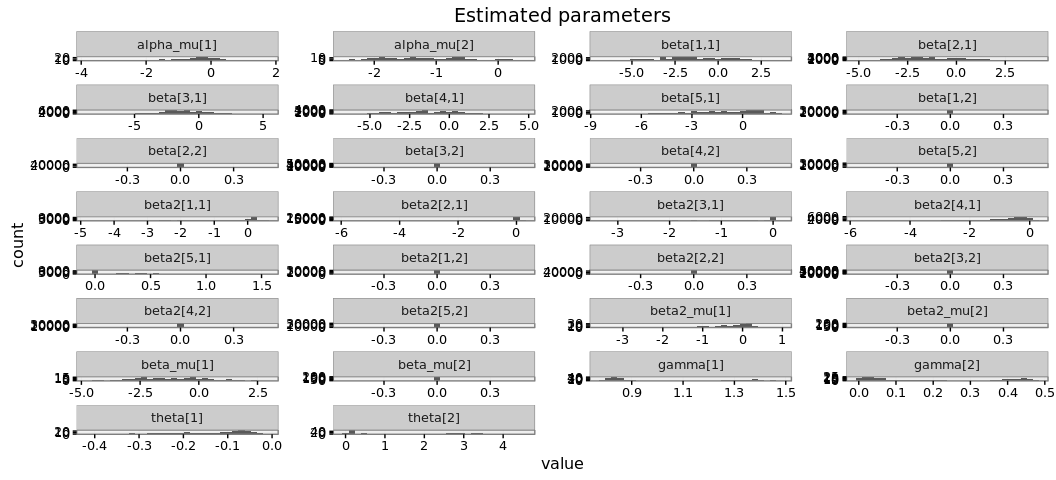 Estimated parameters
alpha_mu[1] alpha_mu[2] beta[1,1] beta[2,1]
-4 -2 0 2 -2 -1 0 -5.0 -2.5 0.0 2.5 -5.0 -2.5 0.0 2.5
beta[3,1] beta[4,1] beta[5,1] beta[1,2]
-5 0 5 -5.0 -2.5 0.0 2.5 5.0 -9 -6 -3 0 -0.3 0.0 0.3
beta[2,2] beta[3,2] beta[4,2] beta[5,2]
-0.3 0.0 0.3 -0.3 0.0 0.3 -0.3 0.0 0.3 -0.3 0.0 0.3
beta2[1,1] beta2[2,1] beta2[3,1] beta2[4,1]
-5 -4 -3 -2 -1 0 -6 -4 -2 0 -3 -2 -1 0 -6 -4 -2 0
count
beta2[5,1] beta2[1,2] beta2[2,2] beta2[3,2]
0.0 0.5 1.0 1.5 -0.3 0.0 0.3 -0.3 0.0 0.3 -0.3 0.0 0.3
beta2[4,2] beta2[5,2] beta2_mu[1] beta2_mu[2]
-0.3 0.0 0.3 -0.3 0.0 0.3 -3 -2 -1 0 1 -0.3 0.0 0.3
beta_mu[1] beta_mu[2] gamma[1] gamma[2]
-5.0 -2.5 0.0 2.5 -0.3 0.0 0.3 0.9 1.1 1.3 1.5 0.0 0.1 0.2 0.3 0.4 0.5
theta[1] theta[2]
-0.4 -0.3 -0.2 -0.1 0.0 0 1 2 3 4
value